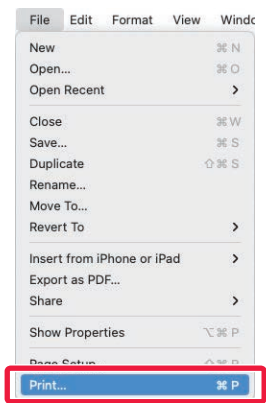 File Edit Format View Windo
New ⌘ N
Open... ⌘ O
Open Recent >
Close ⌘ W
Save... ⌘ S
Duplicate ⇧ ⌘ S
Rename...
Move To...
Revert To >
Insert from iPhone or iPad >
Export as PDF...
Share >
Show Properties ⌥ ⌘ P
Page Setup ⇧ ⌘ P
Print... ⌘ P